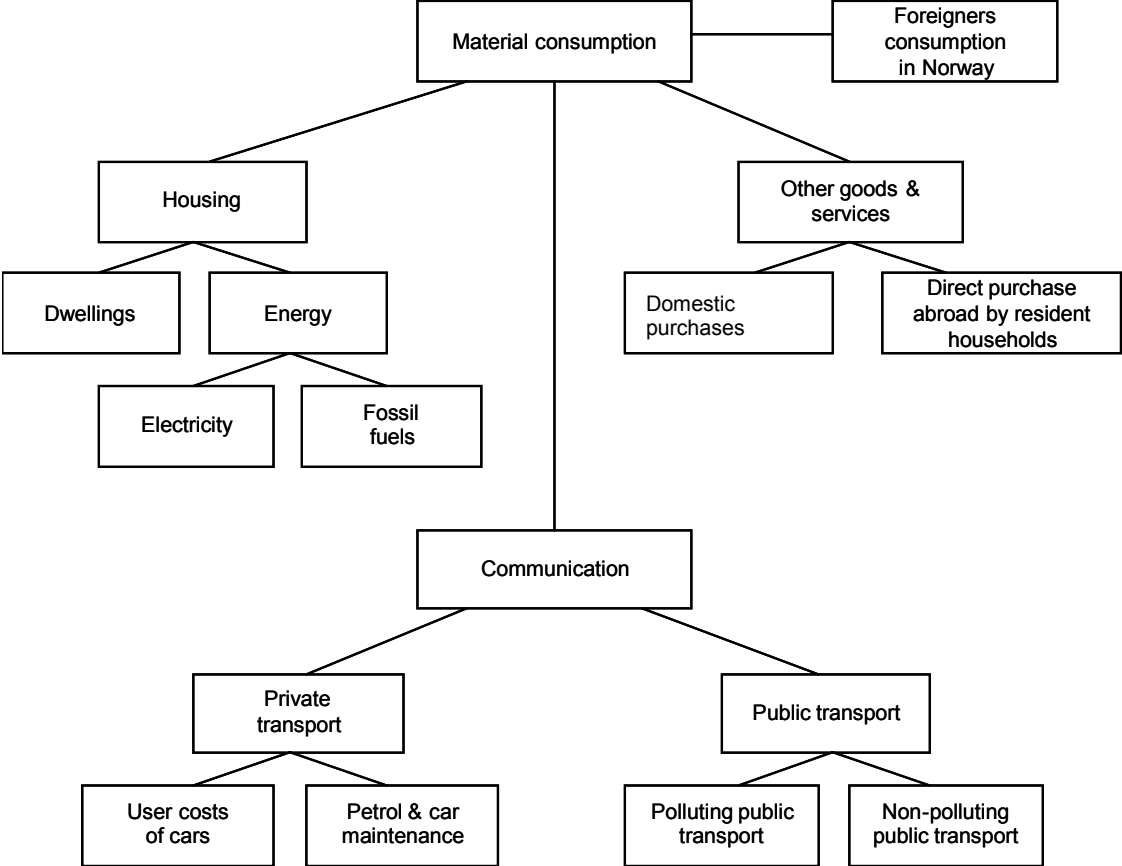 Material consumption
Foreigners
consumption
in Norway
Housing
Other goods &
services
Dwellings
Energy
Domestic
purchases
Direct purchase
abroad by resident
households
Electricity
Fossil
fuels
Communication
Private
transport
Public transport
User costs
of cars
Petrol & car
maintenance
Polluting public
transport
Non-polluting
public transport